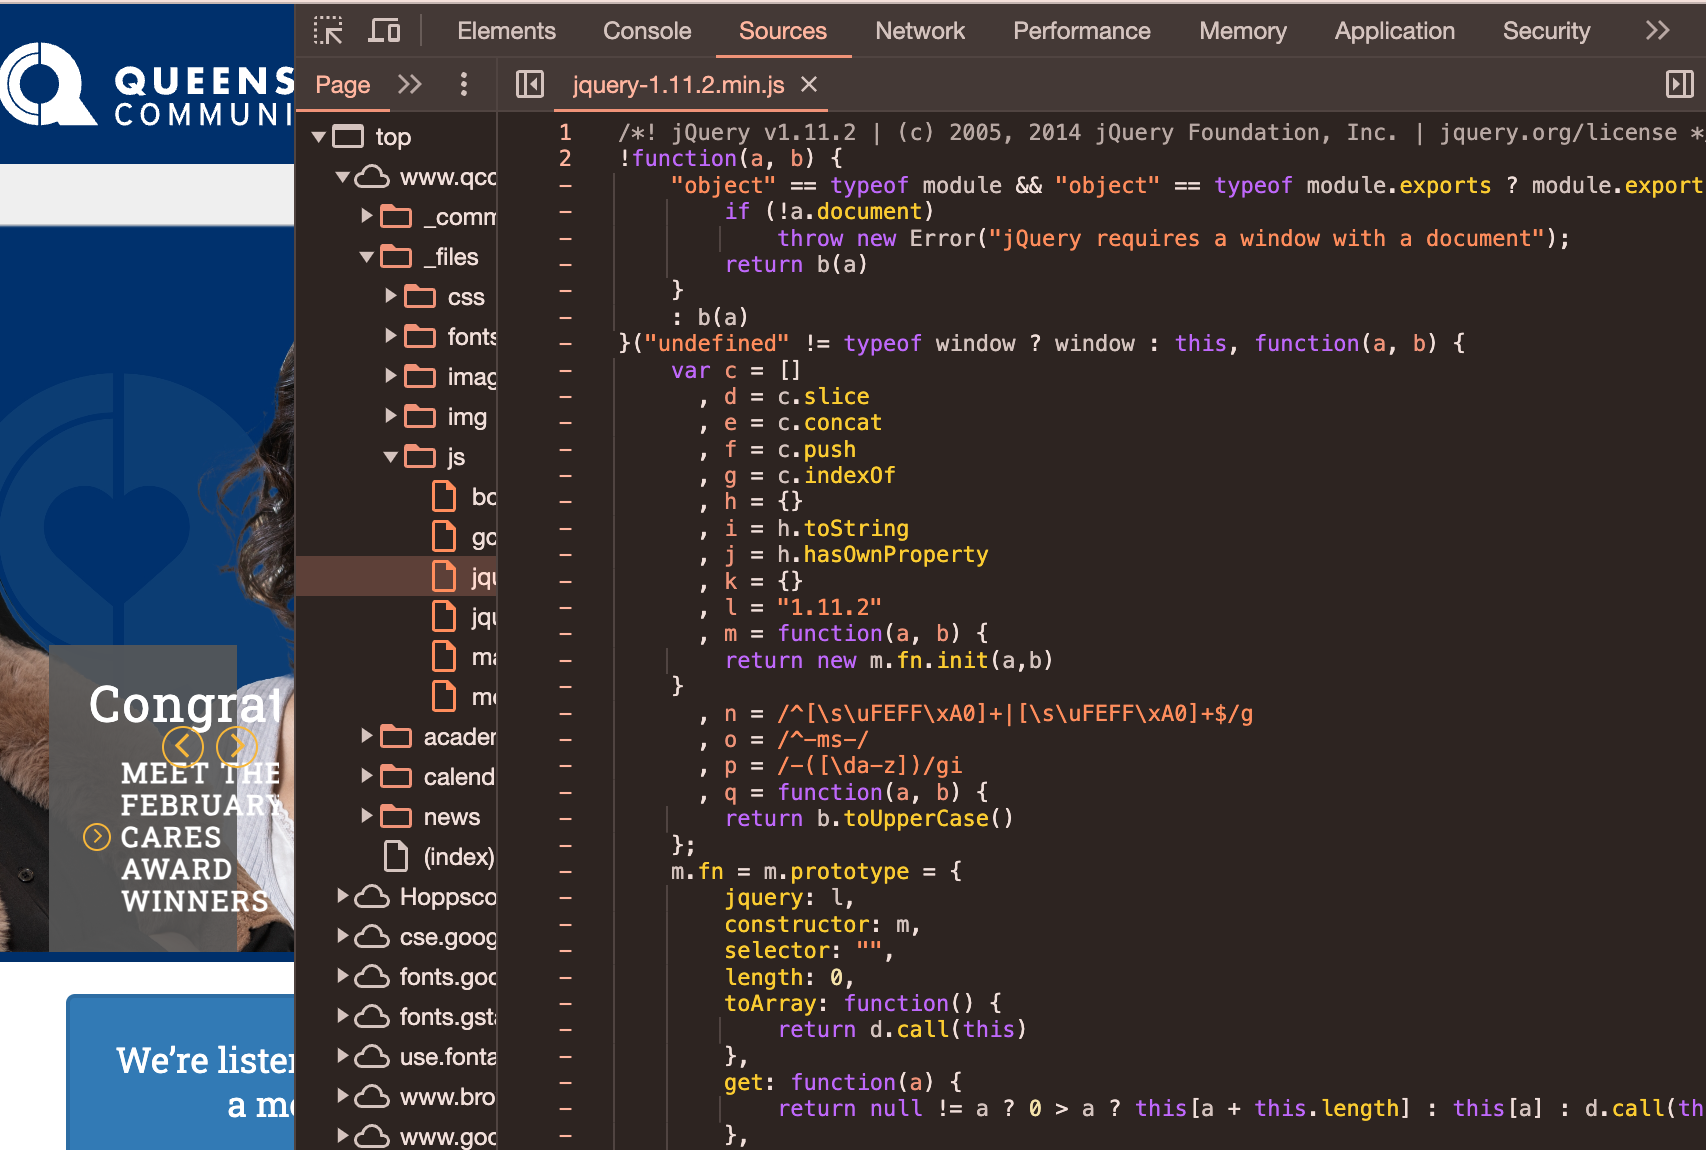 QUEENS
COMMUNI
Congrat
MEET THE
FEBRUARY
CARES
AWARD
WINNERS
We’re listen
a me
Elements Console Sources Network Performance Memory Application Security
Page
jquery-1.11.2.min.js
top
www.qcc
_comm
_files
css
fonts
imag
img
js
bo
go
jqu
jqu
ma
mo
acader
calend
news
(index)
Hoppsco
cse.goog
fonts.goo
fonts.gsta
use.fonta
www.bro
www.goo
1 /*! jQuery v1.11.2 | (c) 2005, 2014 jQuery Foundation, Inc. | jquery.org/license *
2 !function(a, b) {
- "object" == typeof module && "object" == typeof module.exports ? module.export
- if (!a.document)
- throw new Error("jQuery requires a window with a document");
- return b(a)
- }
- : b(a)
- }("undefined" != typeof window ? window : this, function(a, b) {
- var c = []
- , d = c.slice
- , e = c.concat
- , f = c.push
- , g = c.indexOf
- , h = {}
- , i = h.toString
- , j = h.hasOwnProperty
- , k = {}
- , l = "1.11.2"
- , m = function(a, b) {
- return new m.fn.init(a,b)
- }
- , n = /^[\s\uFEFF\xA0]+|[\s\uFEFF\xA0]+$/g
- , o = /^-ms-/
- , p = /-([\da-z])/gi
- , q = function(a, b) {
- return b.toUpperCase()
- };
- m.fn = m.prototype = {
- jquery: l,
- constructor: m,
- selector: "",
- length: 0,
- toArray: function() {
- return d.call(this)
- },
- get: function(a) {
- return null != a ? 0 > a ? this[a + this.length] : this[a] : d.call(th
- },